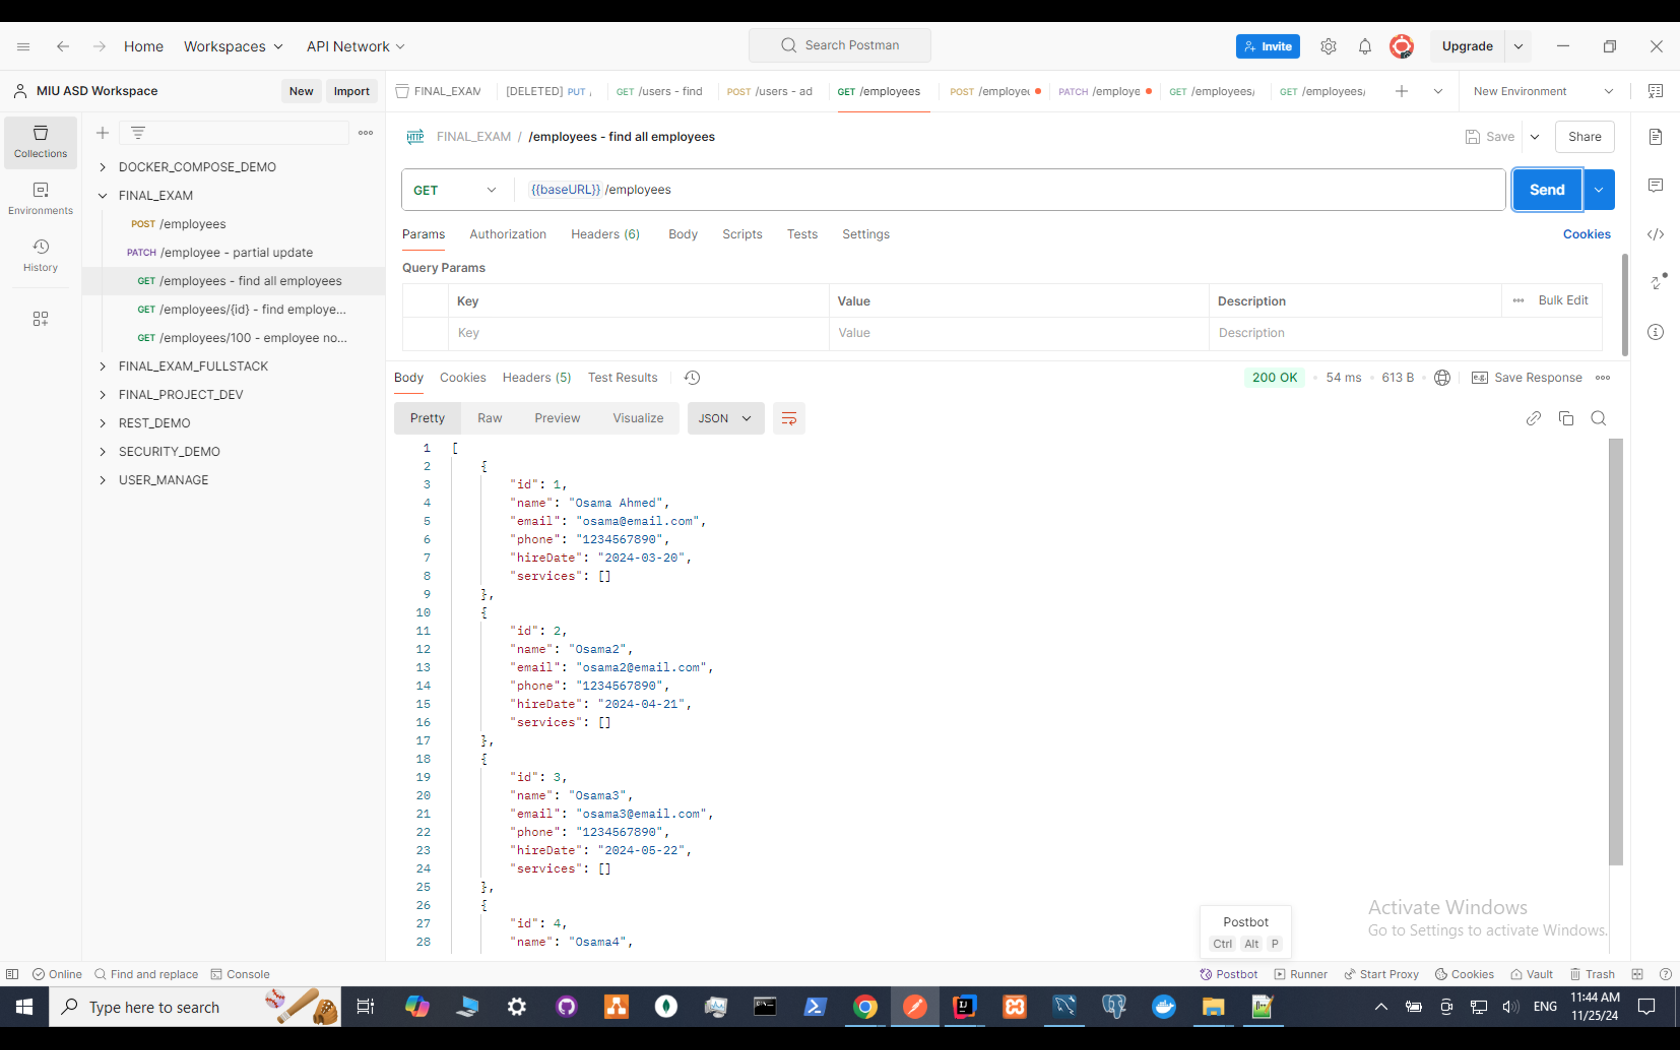 Home
Workspaces
API Network
Search Postman
Invite
Upgrade
MIU ASD Workspace
New
Import
FINAL_EXAM
[DELETED] PUT
GET /users - find
POST /users - ad
GET /employees
POST /employee
PATCH /employe
GET /employees/
GET /employees/
New Environment
Collections
Environments
History
DOCKER_COMPOSE_DEMO
FINAL_EXAM
POST /employees
PATCH /employee - partial update
GET /employees - find all employees
GET /employees/{id} - find employe...
GET /employees/100 - employee no...
FINAL_EXAM_FULLSTACK
FINAL_PROJECT_DEV
REST_DEMO
SECURITY_DEMO
USER_MANAGE
HTTP FINAL_EXAM / /employees - find all employees
Save
Share
GET
{{baseURL}} /employees
Send
Params
Authorization
Headers (6)
Body
Scripts
Tests
Settings
Cookies
Query Params
Key Value Description ••• Bulk Edit
Key Value Description
Body
Cookies
Headers (5)
Test Results
200 OK • 54 ms • 613 B
e.g. Save Response
Pretty
Raw
Preview
Visualize
JSON
1 [
2 {
3 "id": 1,
4 "name": "Osama Ahmed",
5 "email": "osama@email.com",
6 "phone": "1234567890",
7 "hireDate": "2024-03-20",
8 "services": []
9 },
10 {
11 "id": 2,
12 "name": "Osama2",
13 "email": "osama2@email.com",
14 "phone": "1234567890",
15 "hireDate": "2024-04-21",
16 "services": []
17 },
18 {
19 "id": 3,
20 "name": "Osama3",
21 "email": "osama3@email.com",
22 "phone": "1234567890",
23 "hireDate": "2024-05-22",
24 "services": []
25 },
26 {
27 "id": 4,
28 "name": "Osama4",
Postbot
Ctrl Alt P
Activate Windows
Go to Settings to activate Windows.
Online
Find and replace
Console
Postbot
Runner
Start Proxy
Cookies
Vault
Trash
Type here to search
ENG
11:44 AM
11/25/24